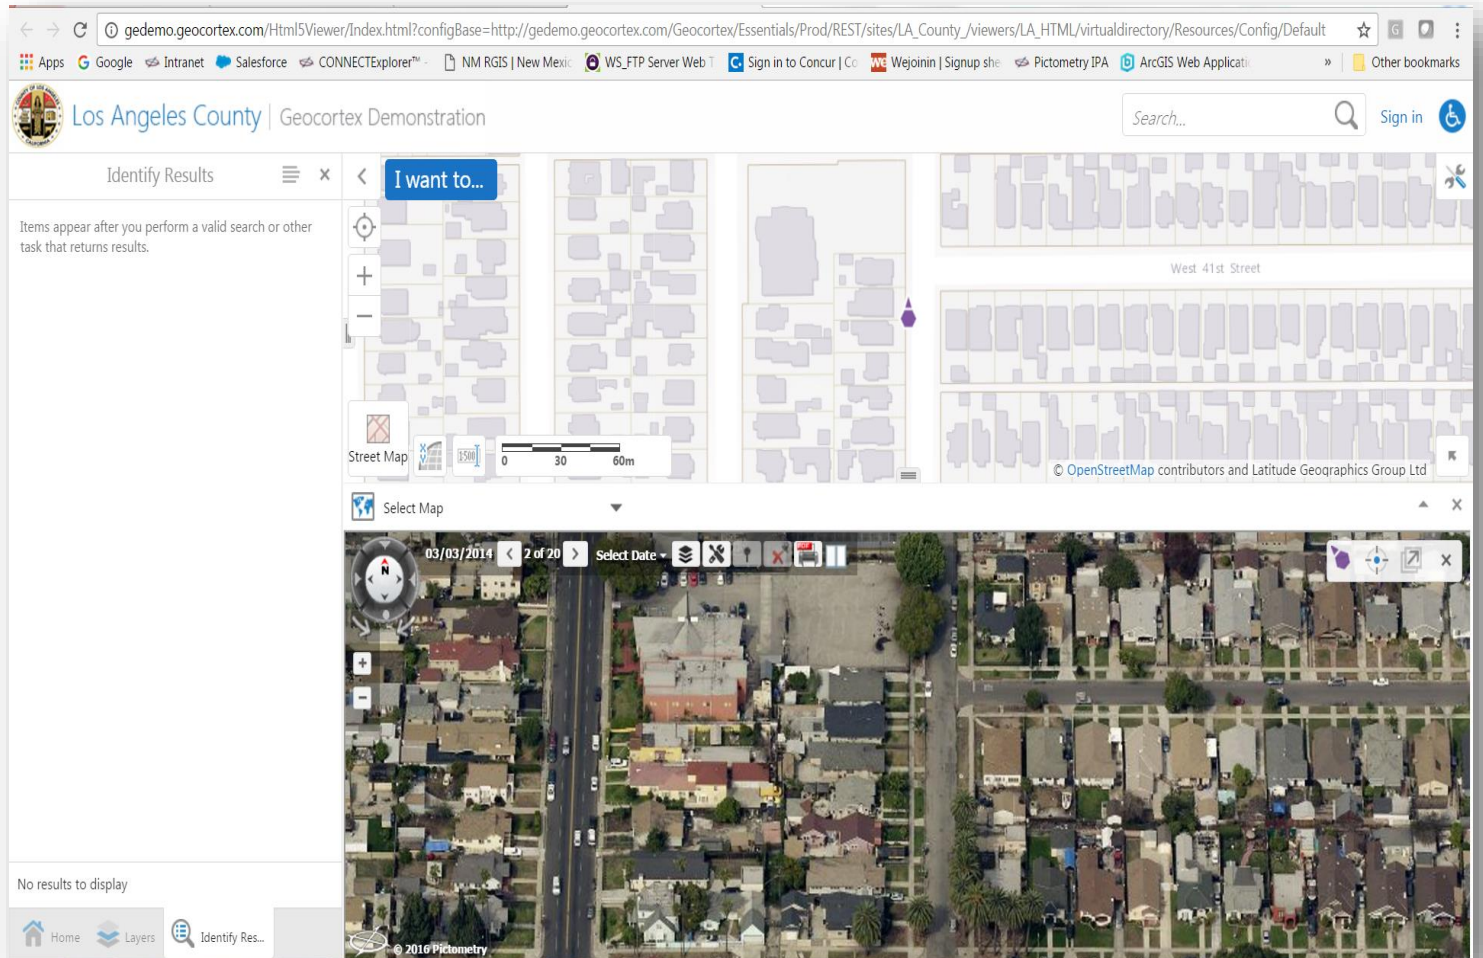 gedemo.geocortex.com/Html5Viewer/Index.html?configBase=http://gedemo.geocortex.com/Geocortex/Essentials/Prod/REST/sites/LA_County_/viewers/LA_HTML/virtualdirectory/Resources/Config/Default
Apps Google Intranet Salesforce CONNECTExplorer™ - NM RGIS | New Mexic WS_FTP Server Web T Sign in to Concur | Co Wejoinin | Signup she Pictometry IPA ArcGIS Web Applicati » Other bookmarks
Los Angeles County | Geocortex Demonstration
Search...
Sign in
Identify Results
I want to...
Items appear after you perform a valid search or other
task that returns results.
West 41st Street
Street Map
1:500
0 30 60m
© OpenStreetMap contributors and Latitude Geographics Group Ltd
Select Map
N
03/03/2014 2 of 20 Select Date
PDF
© 2016 Pictometry
No results to display
Home Layers Identify Res...